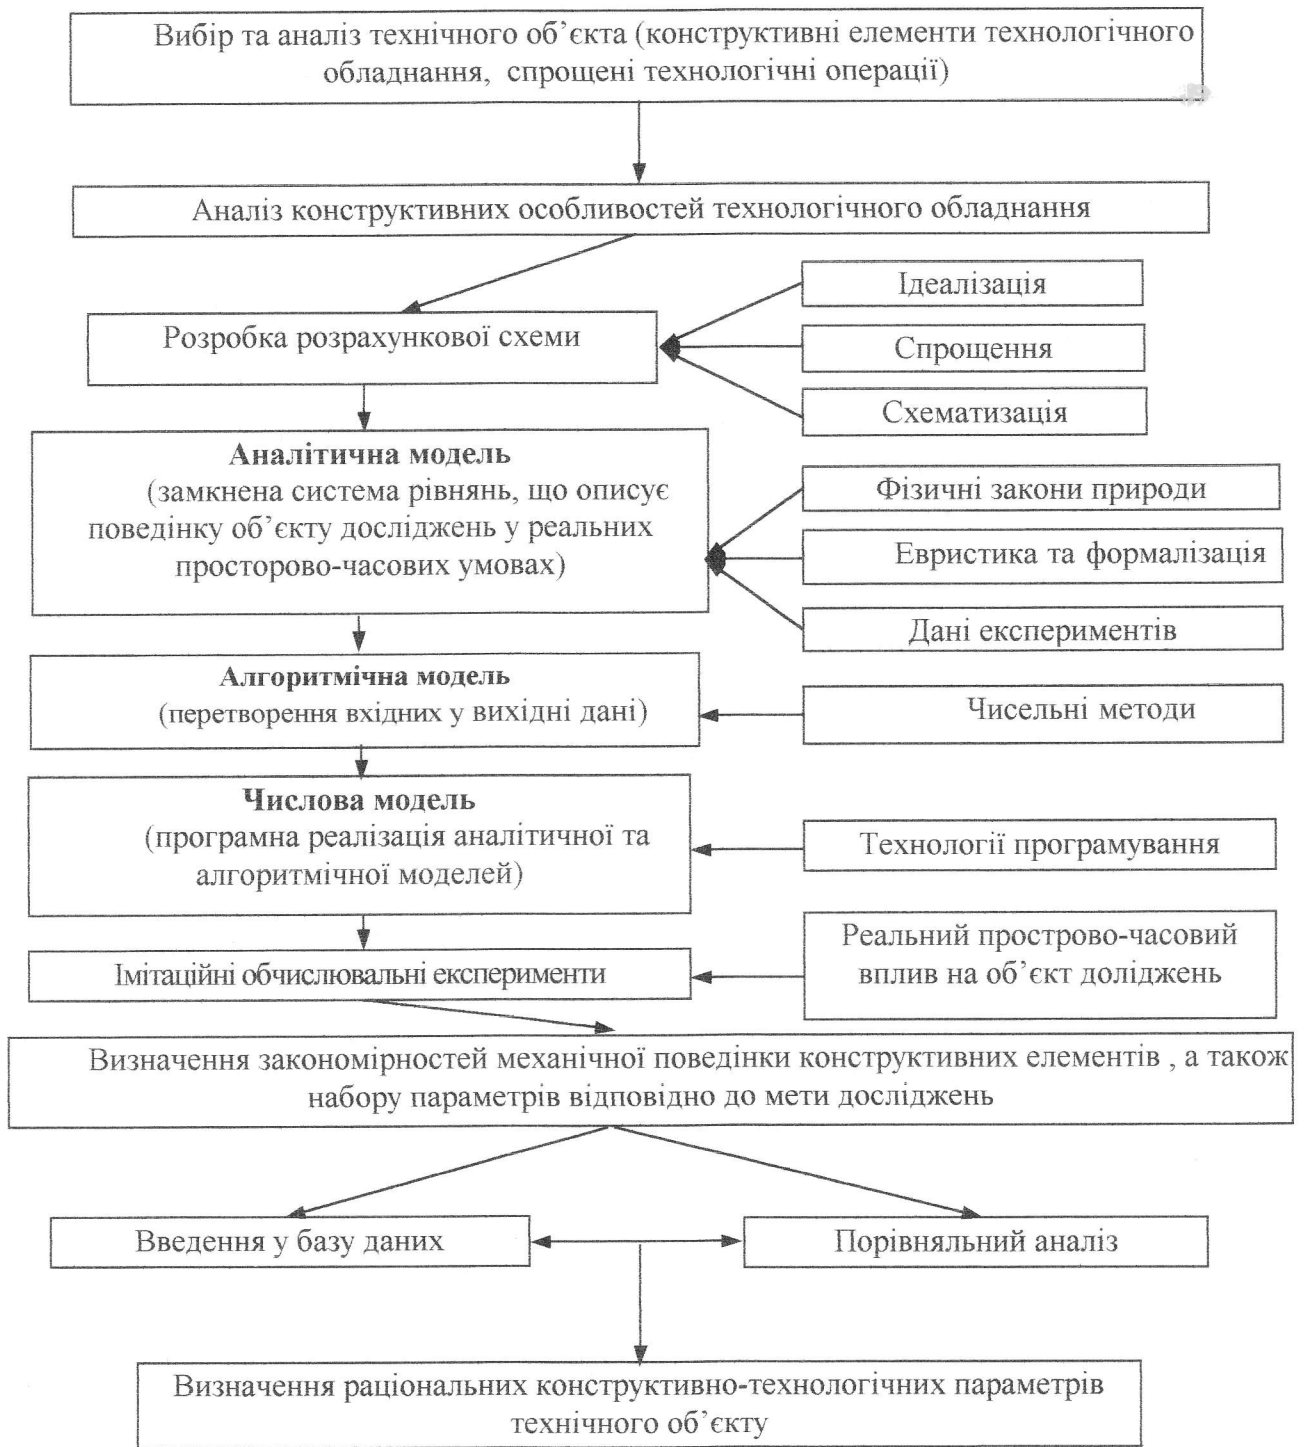 Вибір та аналіз технічного об’єкта (конструктивні елементи технологічного
обладнання, спрощені технологічні операції)
Аналіз конструктивних особливостей технологічного обладнання
Розробка розрахункової схеми
Ідеалізація
Спрощення
Схематизація
Аналітична модель
(замкнена система рівнянь, що описує
поведінку об’єкту досліджень у реальних
просторово-часових умовах)
Фізичні закони природи
Евристика та формалізація
Дані експериментів
Алгоритмічна модель
(перетворення вхідних у вихідні дані)
Чисельні методи
Числова модель
(програмна реалізація аналітичної та
алгоритмічної моделей)
Технології програмування
Імітаційні обчислювальні експерименти
Реальний прострово-часовий
вплив на об’єкт доліджень
Визначення закономірностей механічної поведінки конструктивних елементів , а також
набору параметрів відповідно до мети досліджень
Введення у базу даних
Порівняльний аналіз
Визначення раціональних конструктивно-технологічних параметрів
технічного об’єкту